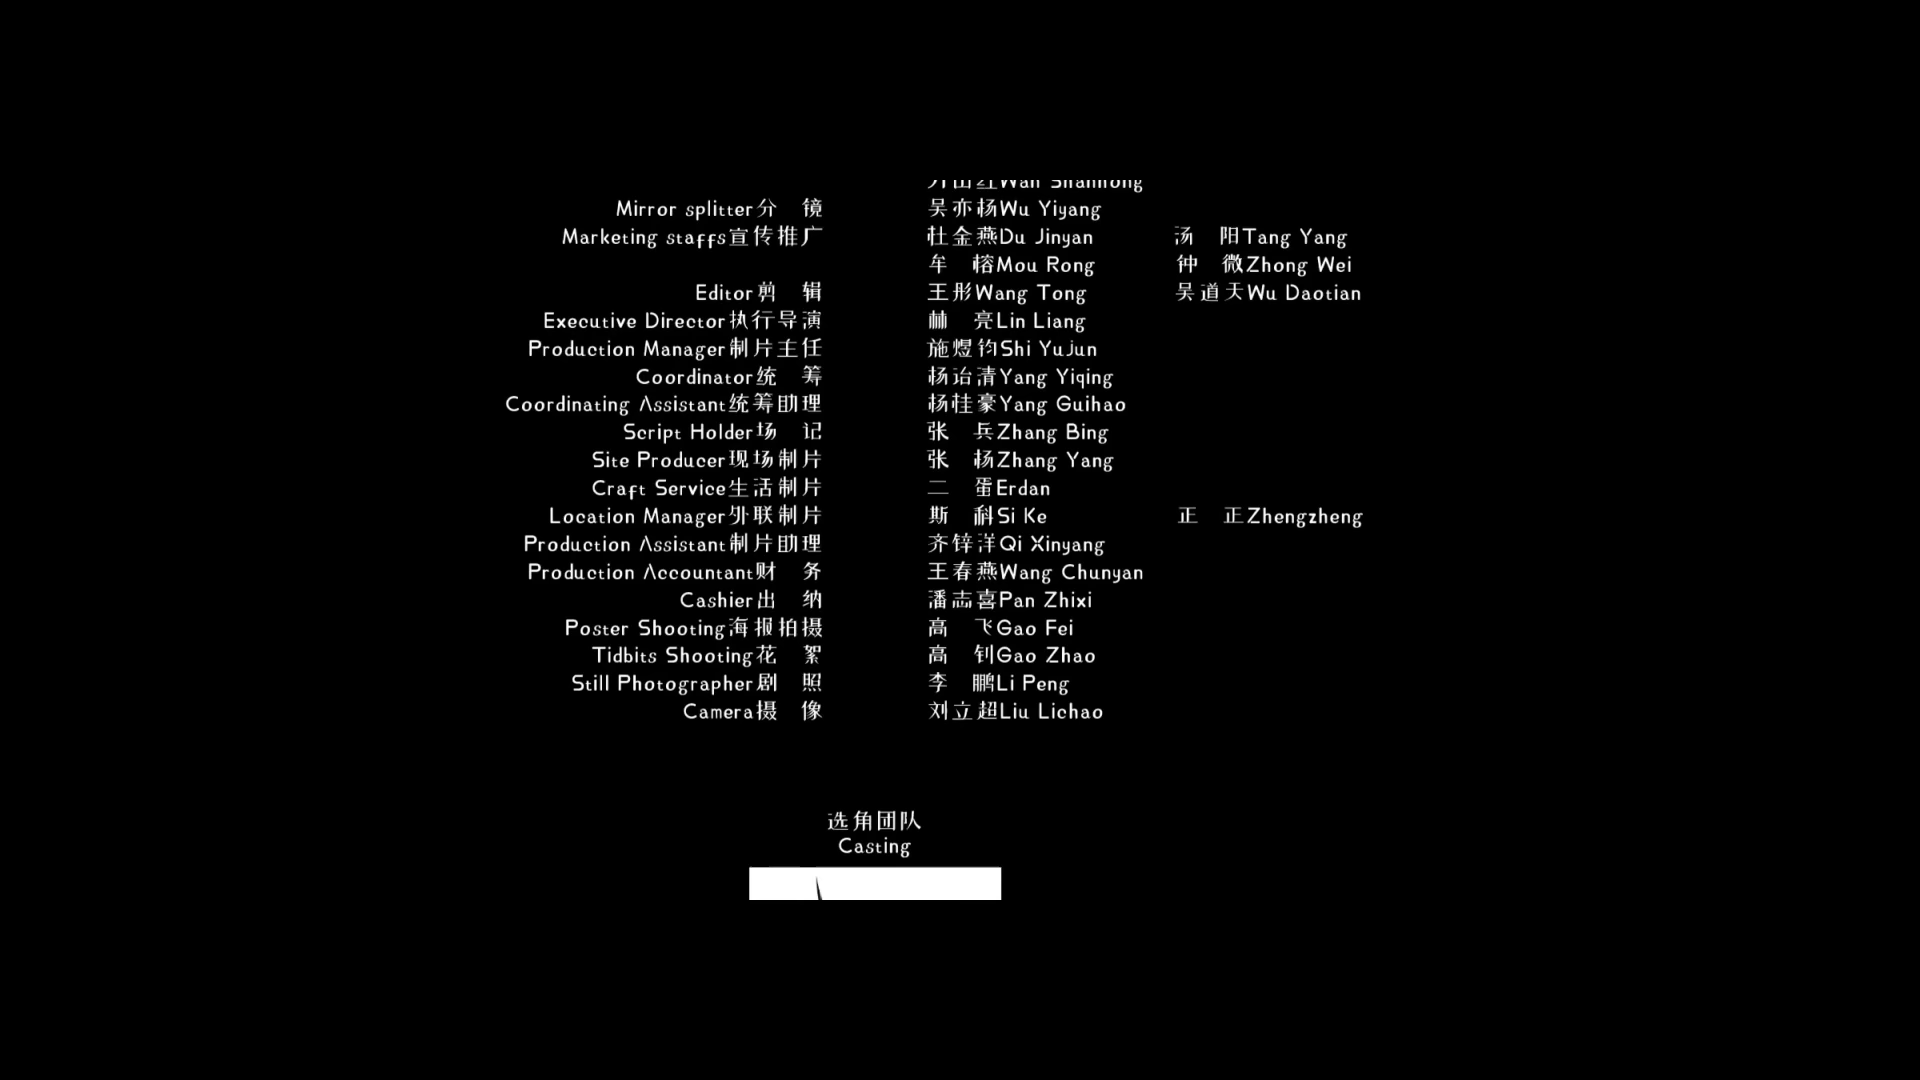 Mirror splitter分 镜 吴亦杨Wu Yiyang
Marketing staffs宣传推广 杜金燕Du Jinyan 汤 阳Tang Yang
牟 榕Mou Rong 钟 微Zhong Wei
Editor剪 辑 王彤Wang Tong 吴道天Wu Daotian
Executive Director执行导演 林 亮Lin Liang
Production Manager制片主任 施煜钧Shi YuJun
Coordinator统 筹 杨诒清Yang Yiqing
Coordinating Assistant统筹助理 杨桂豪Yang Guihao
Script Holder场 记 张 兵Zhang Bing
Site Producer现场制片 张 杨Zhang Yang
Craft Service生活制片 二 蛋Erdan
Location Manager外联制片 斯 科Si Ke 正 正Zhengzheng
Production Assistant制片助理 齐锌洋Qi Xinyang
Production Accountant财 务 王春燕Wang Chunyan
Cashier出 纳 潘志喜Pan Zhixi
Poster Shooting海报拍摄 高 飞Gao Fei
Tidbits Shooting花 絮 高 钊Gao Zhao
Still Photographer剧 照 李 鹏Li Peng
Camera摄 像 刘立超Liu Lichao
选角团队
Casting